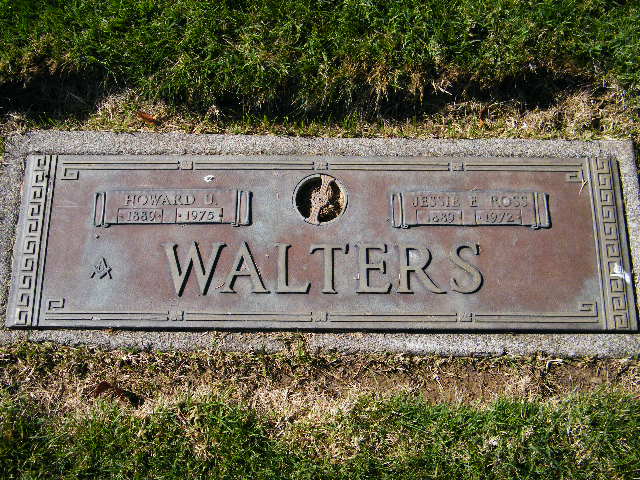 HOWARD U.
1889 · 1975
JESSIE E. ROSS
1889 · 1972
WALTERS